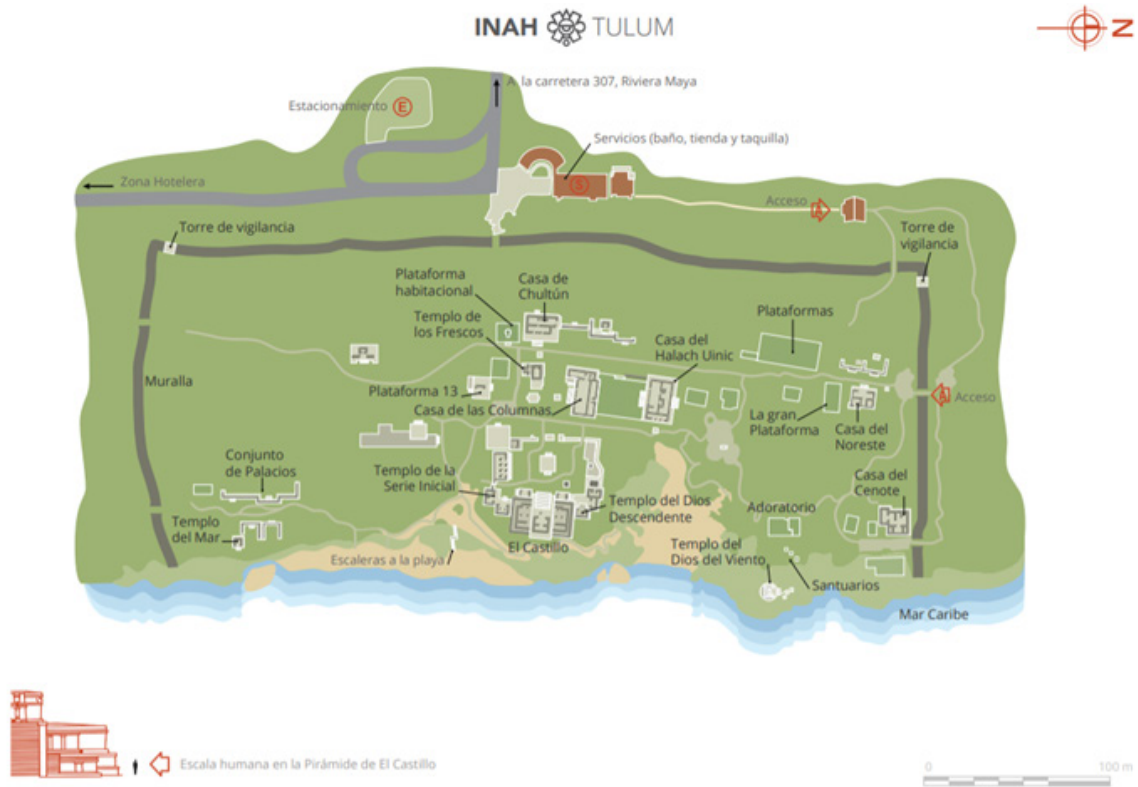 INAH TULUM
N
A la carretera 307, Riviera Maya
Estacionamiento E
Servicios (baño, tienda y taquilla)
Zona Hotelera
S
Acceso A
Torre de vigilancia
Torre de
vigilancia
Plataforma
habitacional
Casa de
Chultún
Templo de
los Frescos
Plataformas
Casa del
Halach Uinic
Muralla
Plataforma 13
Casa de las Columnas
La gran
Plataforma
Casa del
Noreste
A Acceso
Conjunto
de Palacios
Templo de la
Serie Inicial
Casa del
Cenote
Templo
del Mar
Templo del Dios
Descendente
Adoratorio
El Castillo
Escaleras a la playa
Templo del
Dios del Viento
Santuarios
Mar Caribe
Escala humana en la Pirámide de El Castillo
0 100 m